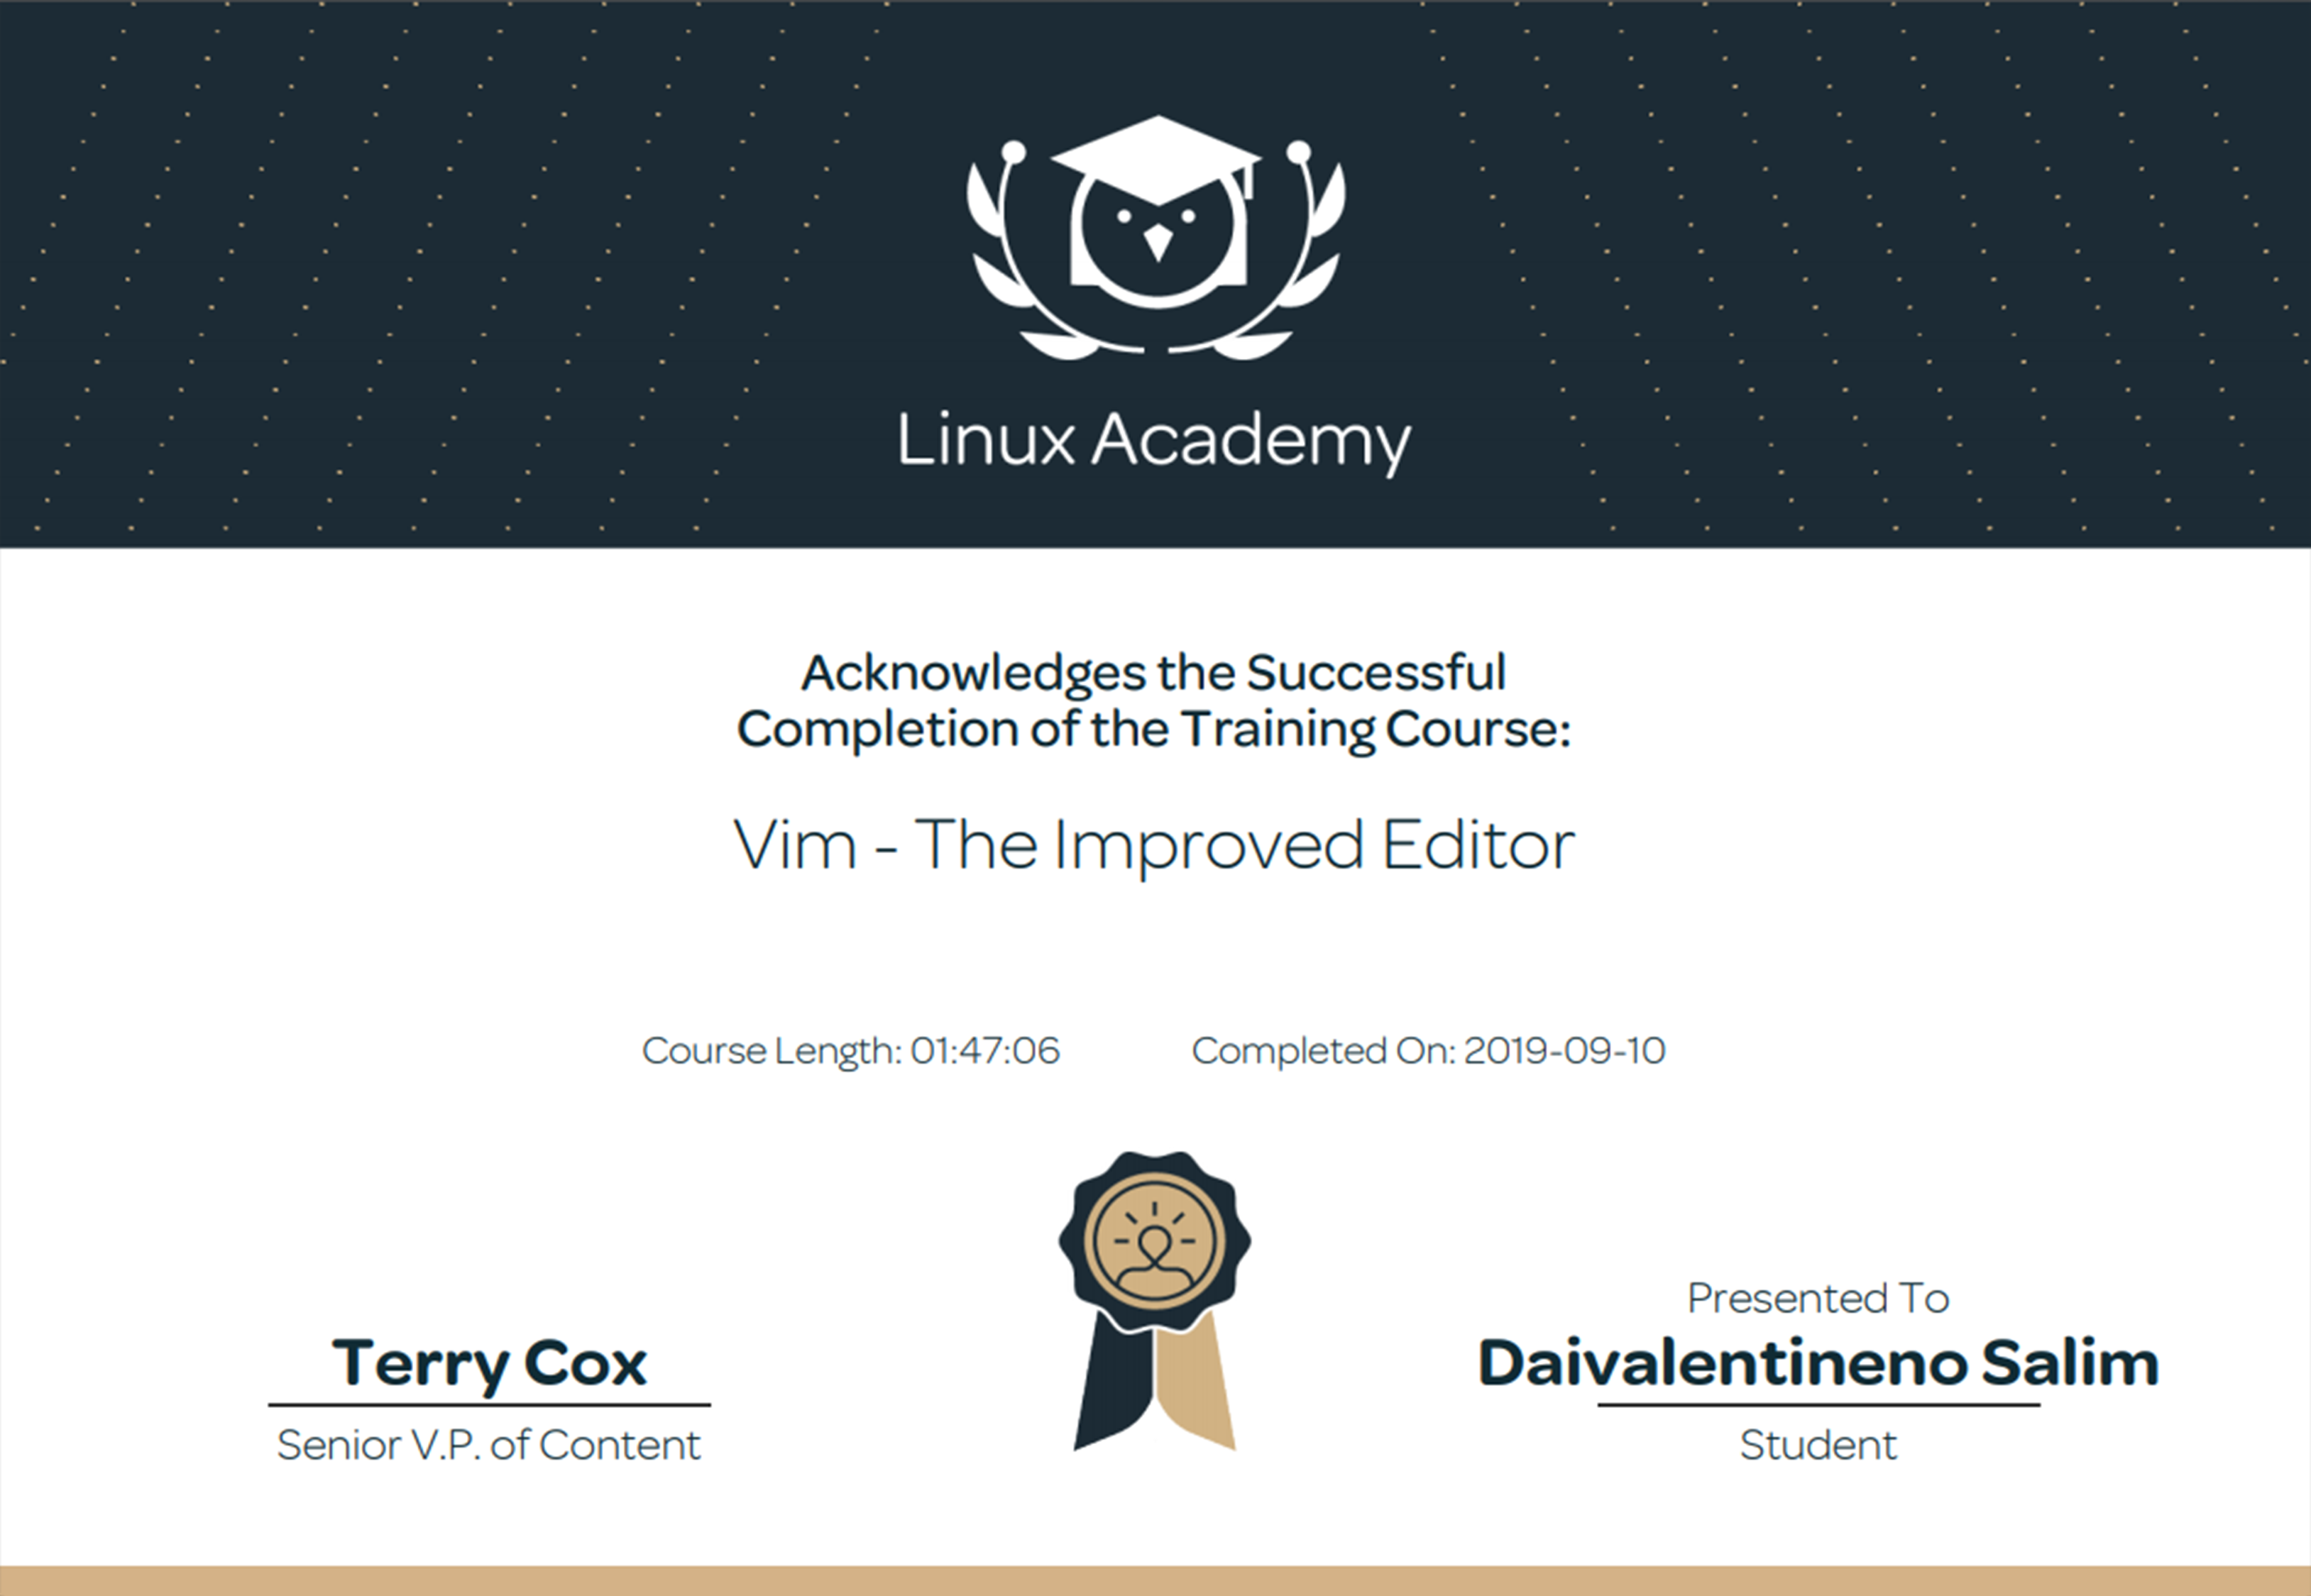 Linux Academy
Acknowledges the Successful
Completion of the Training Course:
Vim - The Improved Editor
Course Length: 01:47:06
Completed On: 2019-09-10
Terry Cox
Senior V.P. of Content
Presented To
Daivalentineno Salim
Student